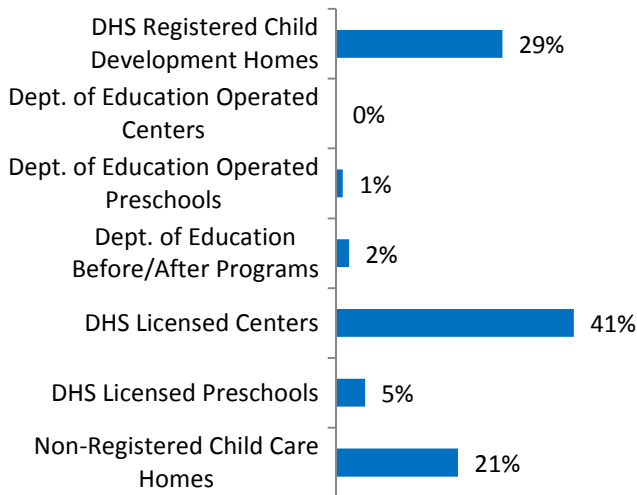 DHS Registered Child
Development Homes
29%
Dept. of Education Operated
Centers
0%
Dept. of Education Operated
Preschools
1%
Dept. of Education
Before/After Programs
2%
DHS Licensed Centers
41%
DHS Licensed Preschools
5%
Non-Registered Child Care
Homes
21%